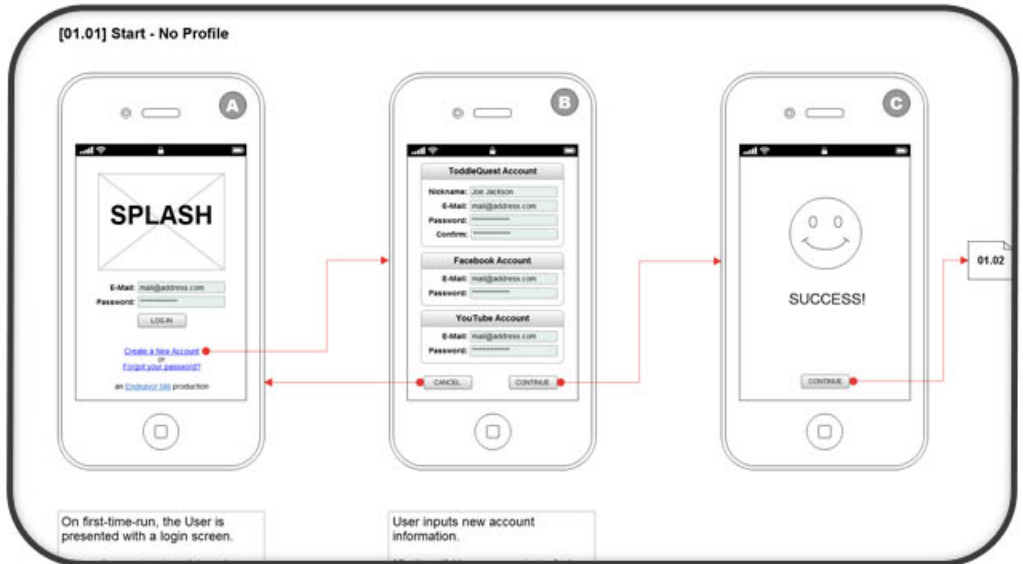 [01.01] Start - No Profile
A
SPLASH
E-Mail: mail@address.com
Password: ************
LOG IN
Create a New Account
or
Forgot your password?
an Endeavor production
B
ToddleQuest Account
Nickname: Joe Jackson
E-Mail: mail@address.com
Password: ************
Confirm: ************
Facebook Account
E-Mail: mail@address.com
Password: ************
YouTube Account
E-Mail: mail@address.com
Password: ************
CANCEL
CONTINUE
C
SUCCESS!
CONTINUE
01.02
On first-time-run, the User is
presented with a login screen.
User inputs new account
information.